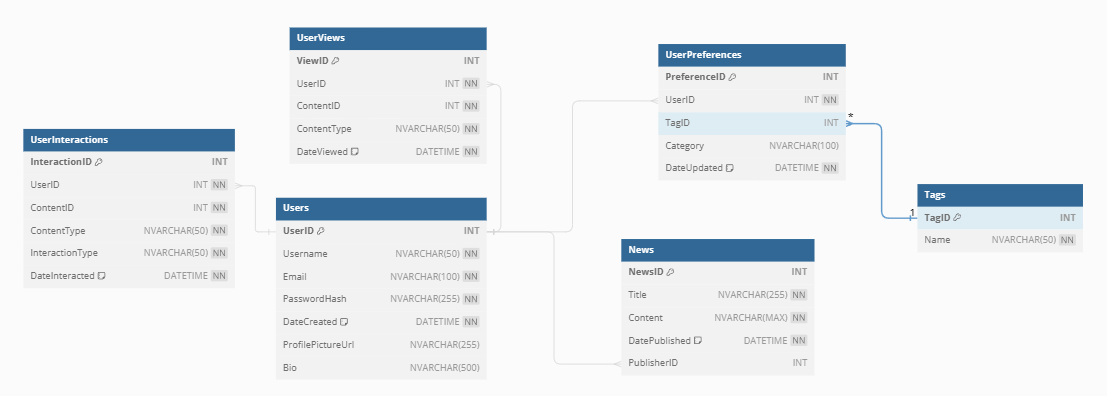 UserViews
ViewID INT
UserID INT NN
ContentID INT NN
ContentType NVARCHAR(50) NN
DateViewed DATETIME NN
UserPreferences
PreferenceID INT
UserID INT NN
TagID INT
Category NVARCHAR(100)
DateUpdated DATETIME NN
*
1
UserInteractions
InteractionID INT
UserID INT NN
ContentID INT NN
ContentType NVARCHAR(50) NN
InteractionType NVARCHAR(50) NN
DateInteracted DATETIME NN
Users
UserID INT
Username NVARCHAR(50) NN
Email NVARCHAR(100) NN
PasswordHash NVARCHAR(255) NN
DateCreated DATETIME NN
ProfilePictureUrl NVARCHAR(255)
Bio NVARCHAR(500)
News
NewsID INT
Title NVARCHAR(255) NN
Content NVARCHAR(MAX) NN
DatePublished DATETIME NN
PublisherID INT
Tags
TagID INT
Name NVARCHAR(50) NN